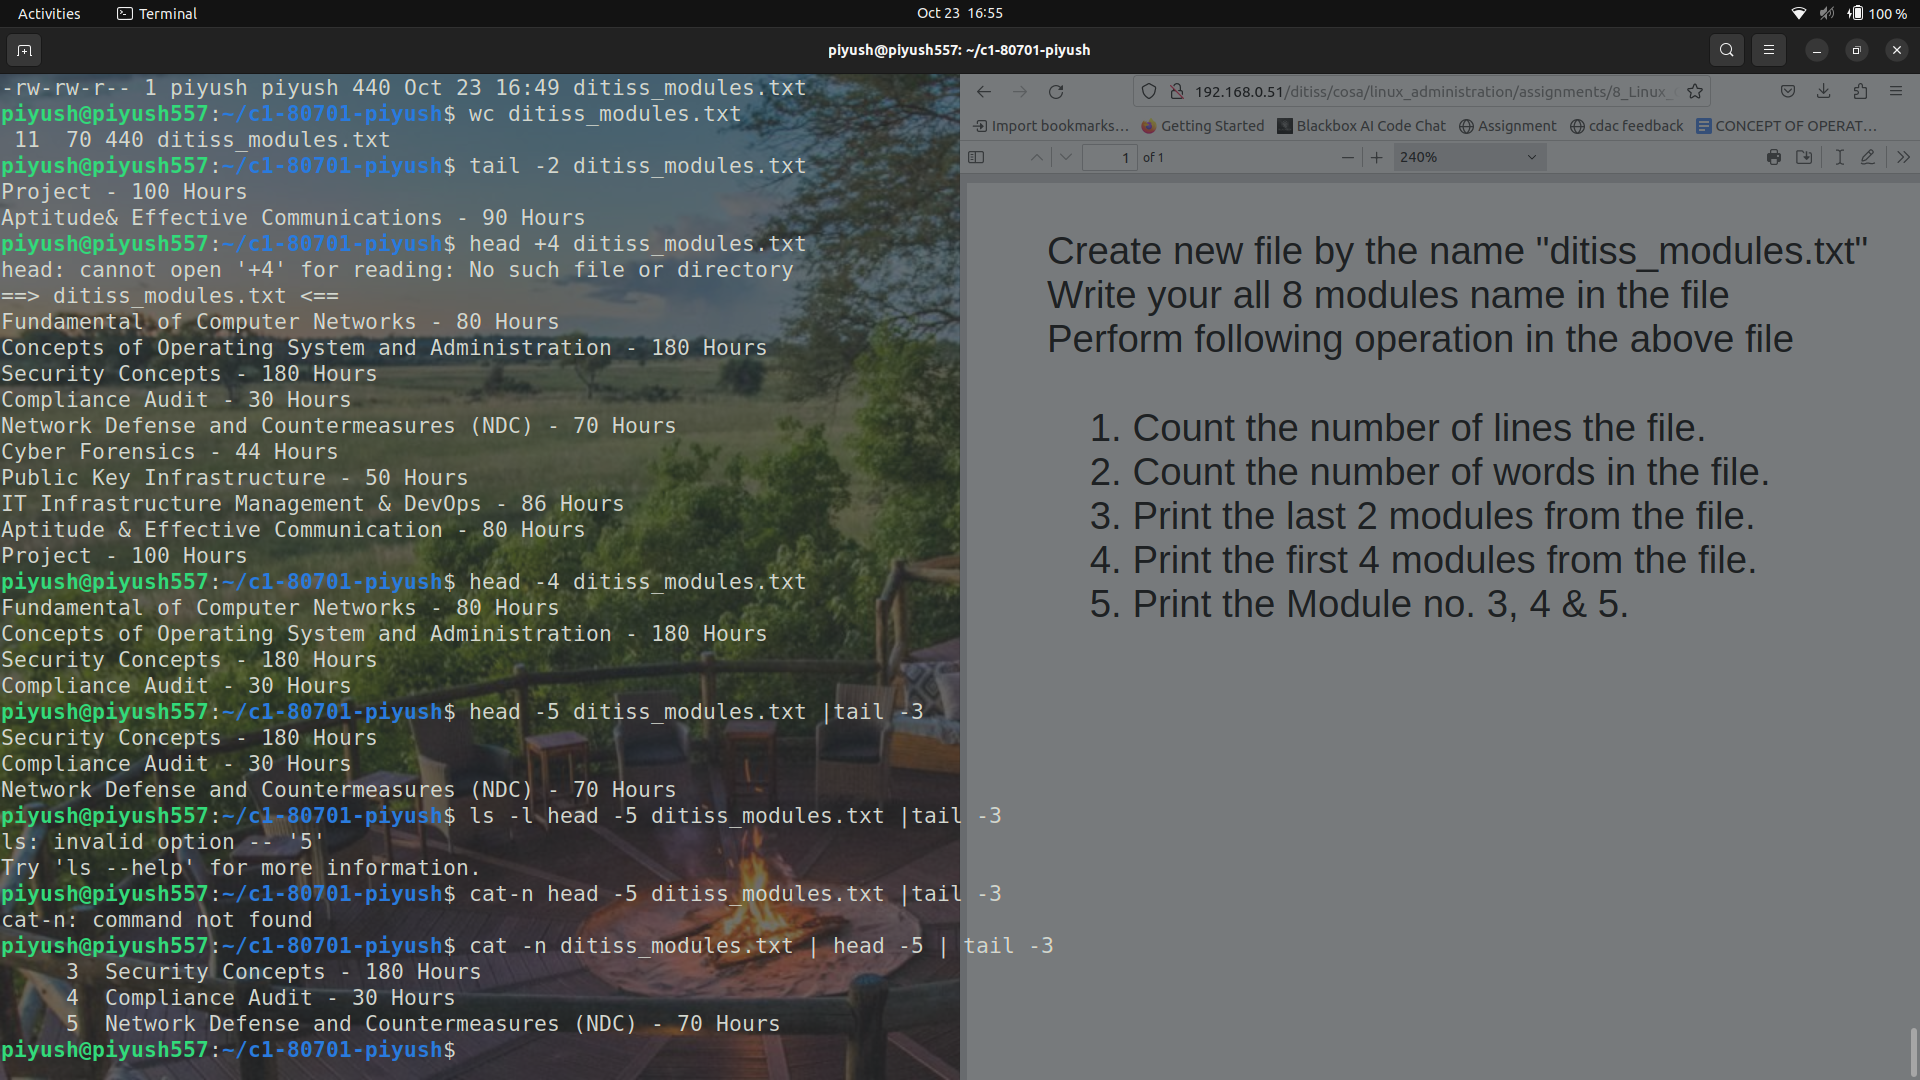 Activities
Terminal
Oct 23 16:55
100 %
piyush@piyush557: ~/c1-80701-piyush
-rw-rw-r-- 1 piyush piyush 440 Oct 23 16:49 ditiss_modules.txt
piyush@piyush557:~/c1-80701-piyush$ wc ditiss_modules.txt
 11  70 440 ditiss_modules.txt
piyush@piyush557:~/c1-80701-piyush$ tail -2 ditiss_modules.txt
Project - 100 Hours
Aptitude& Effective Communications - 90 Hours
piyush@piyush557:~/c1-80701-piyush$ head +4 ditiss_modules.txt
head: cannot open '+4' for reading: No such file or directory
==> ditiss_modules.txt <==
Fundamental of Computer Networks - 80 Hours
Concepts of Operating System and Administration - 180 Hours
Security Concepts - 180 Hours
Compliance Audit - 30 Hours
Network Defense and Countermeasures (NDC) - 70 Hours
Cyber Forensics - 44 Hours
Public Key Infrastructure - 50 Hours
IT Infrastructure Management & DevOps - 86 Hours
Aptitude & Effective Communication - 80 Hours
Project - 100 Hours
piyush@piyush557:~/c1-80701-piyush$ head -4 ditiss_modules.txt
Fundamental of Computer Networks - 80 Hours
Concepts of Operating System and Administration - 180 Hours
Security Concepts - 180 Hours
Compliance Audit - 30 Hours
piyush@piyush557:~/c1-80701-piyush$ head -5 ditiss_modules.txt |tail -3
Security Concepts - 180 Hours
Compliance Audit - 30 Hours
Network Defense and Countermeasures (NDC) - 70 Hours
piyush@piyush557:~/c1-80701-piyush$ ls -l head -5 ditiss_modules.txt |tail -3
ls: invalid option -- '5'
Try 'ls --help' for more information.
piyush@piyush557:~/c1-80701-piyush$ cat-n head -5 ditiss_modules.txt |tail -3
cat-n: command not found
piyush@piyush557:~/c1-80701-piyush$ cat -n ditiss_modules.txt | head -5 | tail -3
     3  Security Concepts - 180 Hours
     4  Compliance Audit - 30 Hours
     5  Network Defense and Countermeasures (NDC) - 70 Hours
piyush@piyush557:~/c1-80701-piyush$
192.168.0.51/ditiss/cosa/linux_administration/assignments/8_Linux_
Import bookmarks… Getting Started Blackbox AI Code Chat Assignment cdac feedback CONCEPT OF OPERAT…
1 of 1
240%
Create new file by the name "ditiss_modules.txt"
Write your all 8 modules name in the file
Perform following operation in the above file
1. Count the number of lines the file.
2. Count the number of words in the file.
3. Print the last 2 modules from the file.
4. Print the first 4 modules from the file.
5. Print the Module no. 3, 4 & 5.